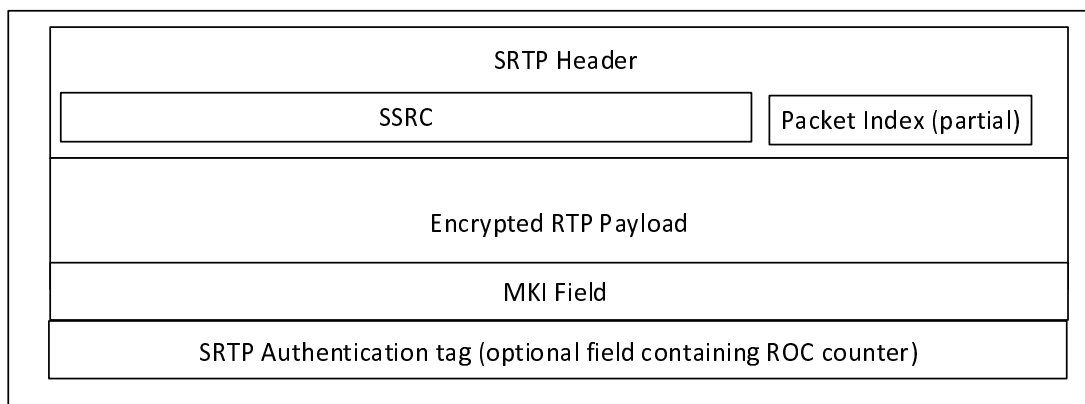 SRTP Header
SSRC
Packet Index (partial)
Encrypted RTP Payload
MKI Field
SRTP Authentication tag (optional field containing ROC counter)